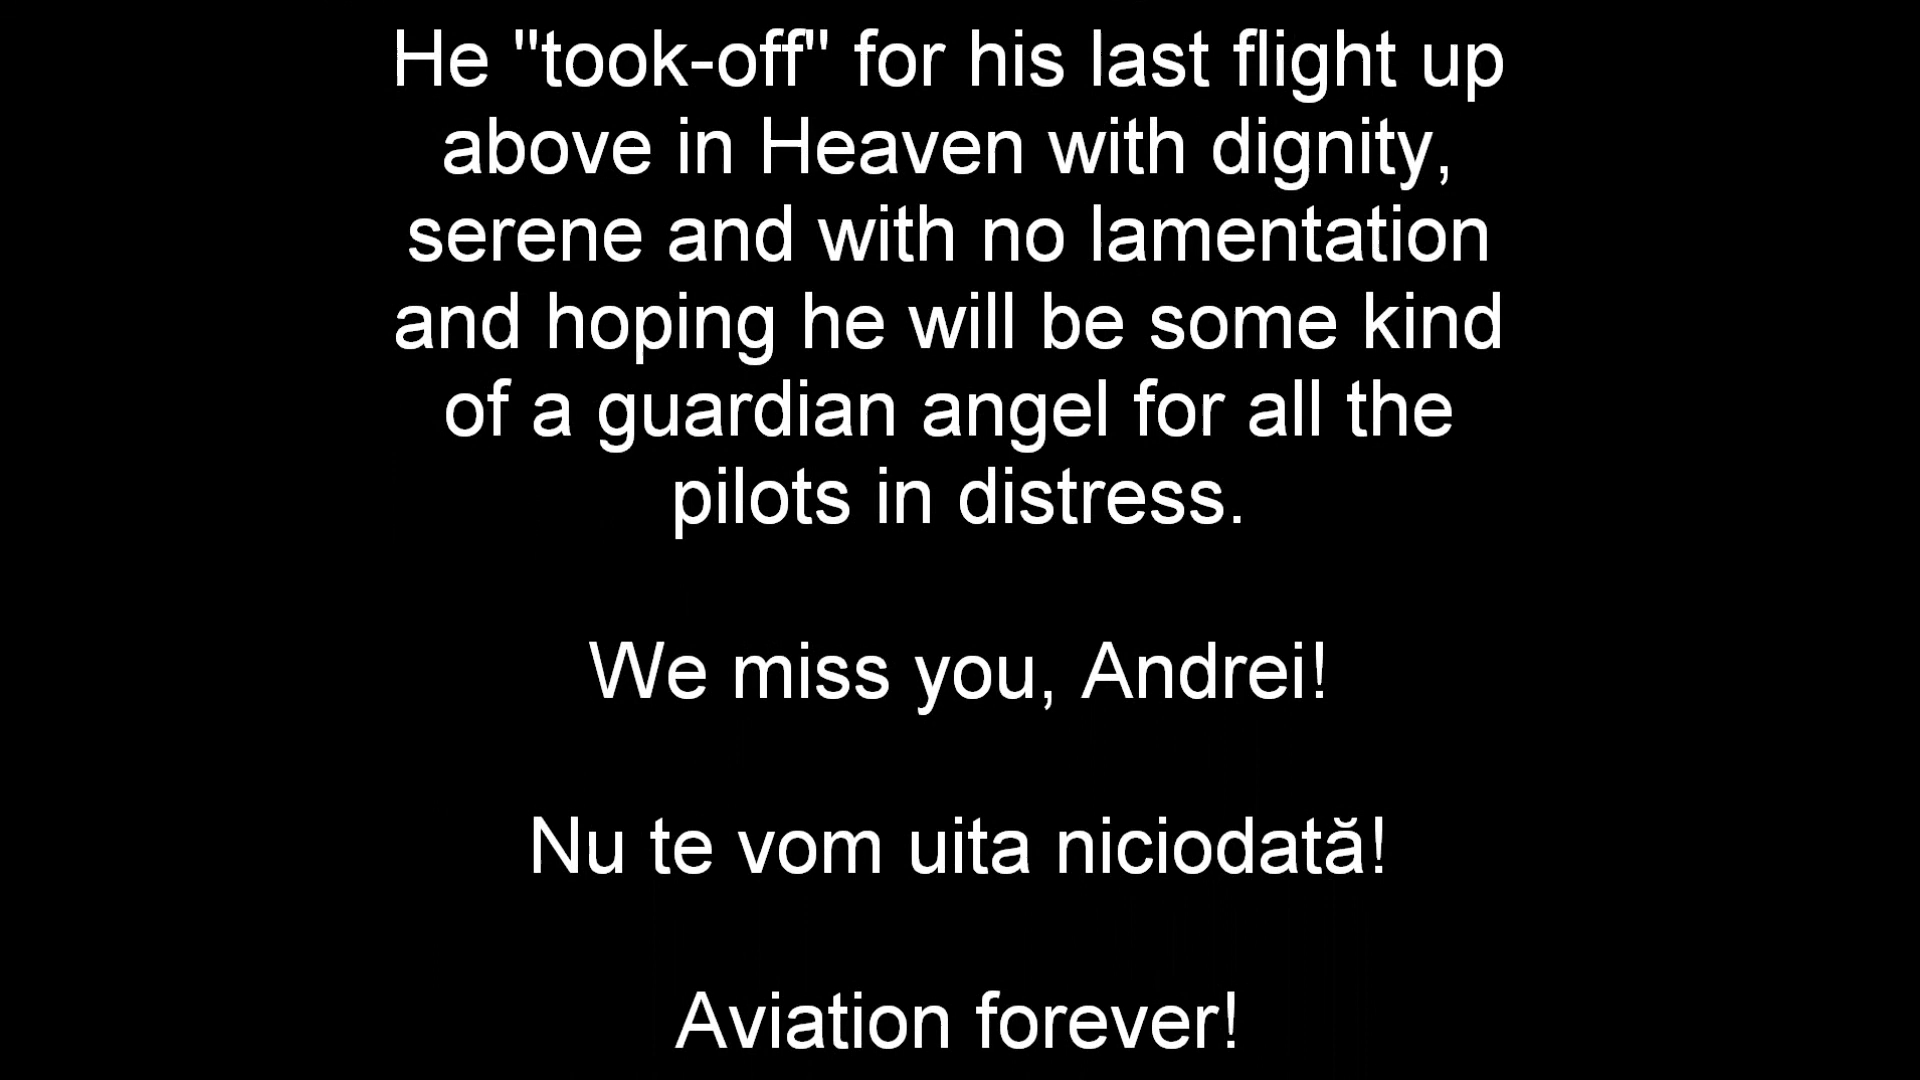 He "took-off" for his last flight up
above in Heaven with dignity,
serene and with no lamentation
and hoping he will be some kind
of a guardian angel for all the
pilots in distress.
We miss you, Andrei!
Nu te vom uita niciodată!
Aviation forever!